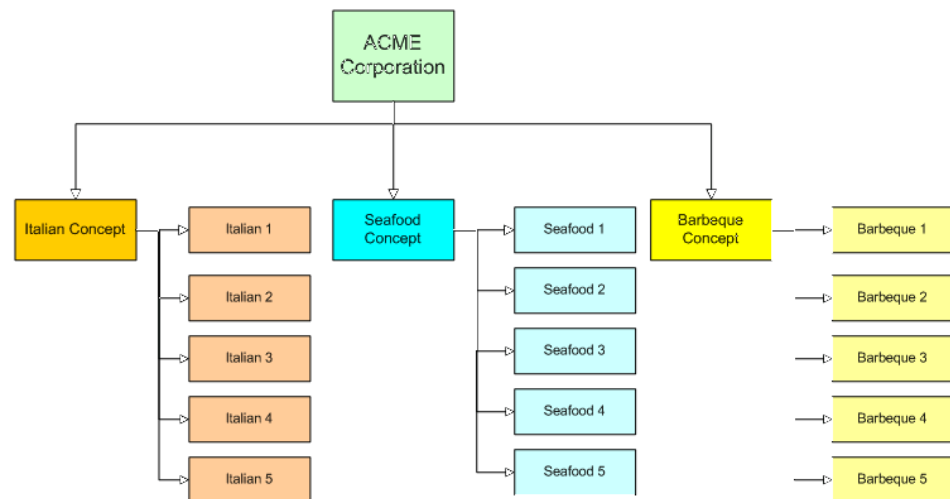 ACME
Corporation
Italian Concept
Italian 1
Italian 2
Italian 3
Italian 4
Italian 5
Seafood
Concept
Seafood 1
Seafood 2
Seafood 3
Seafood 4
Seafood 5
Barbeque
Concept
Barbeque 1
Barbeque 2
Barbeque 3
Barbeque 4
Barbeque 5